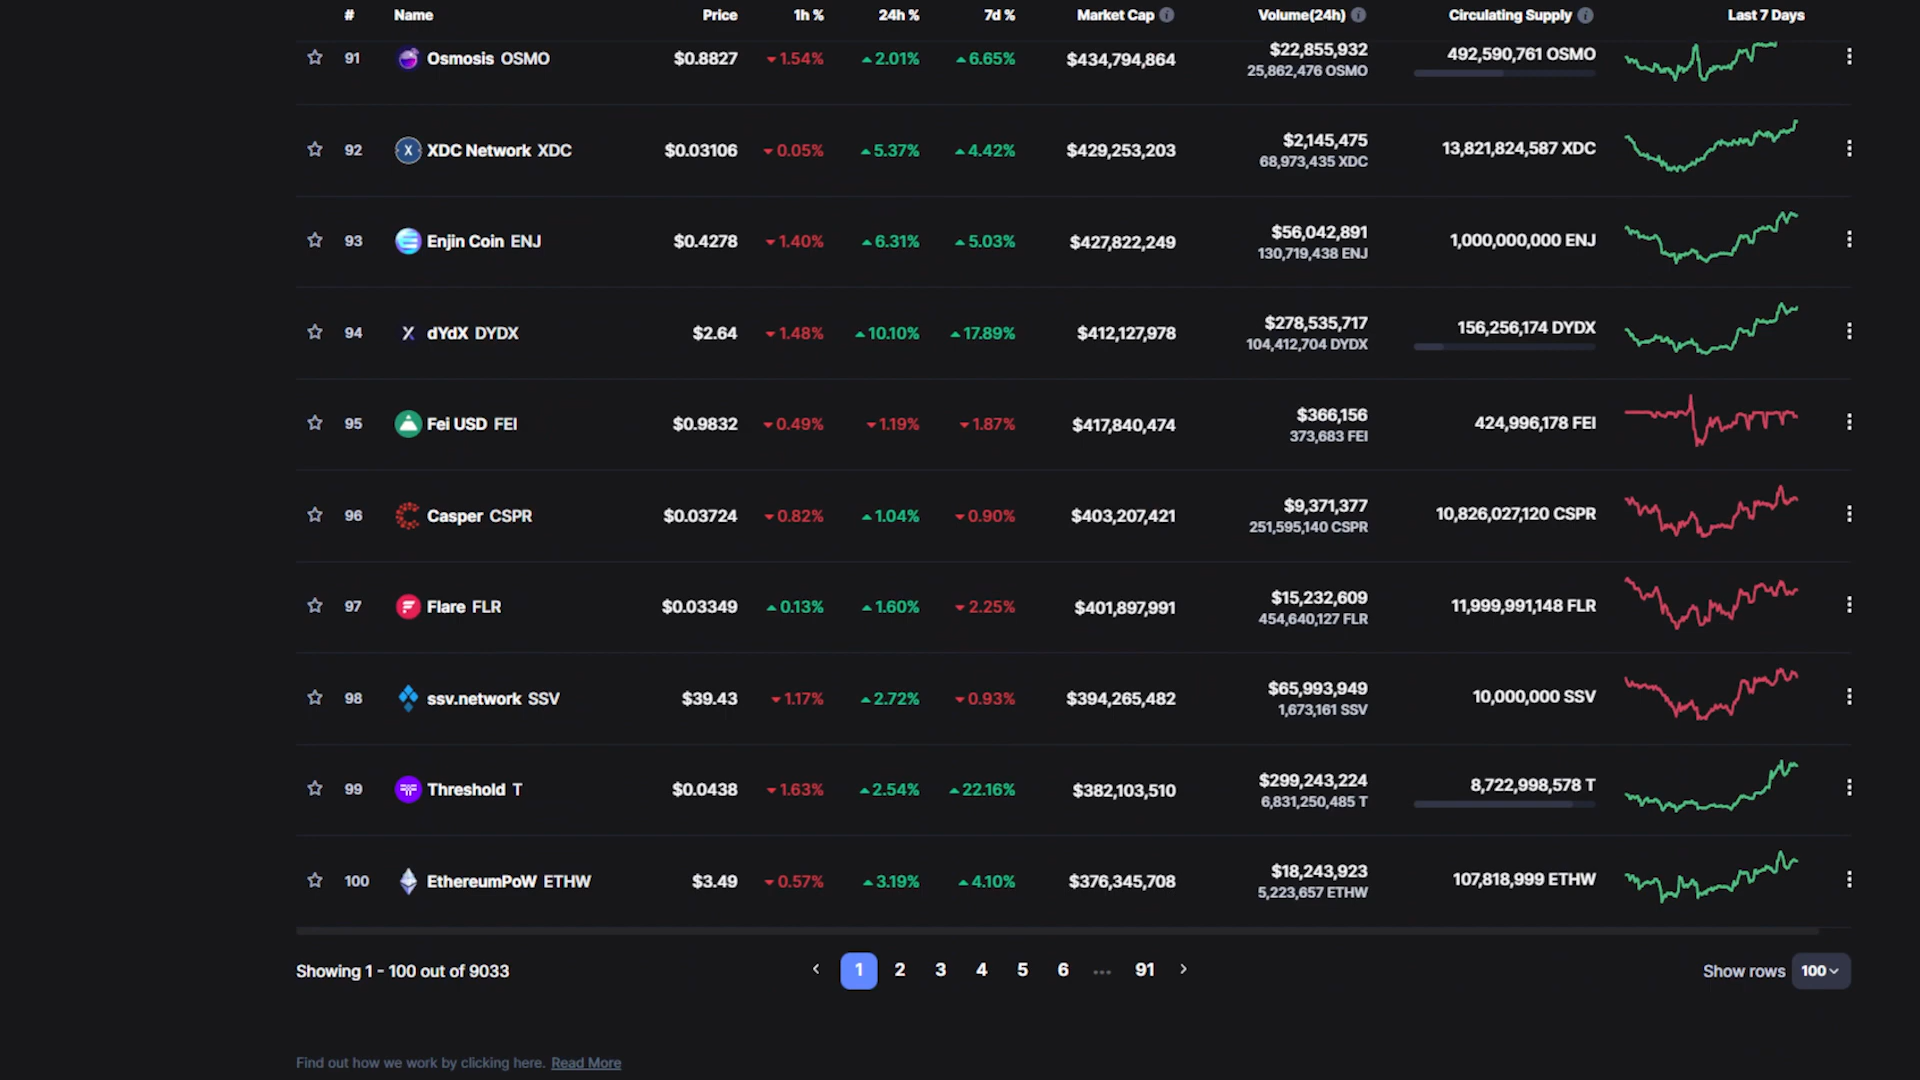 # Name Price 1h % 24h % 7d % Market Cap Volume(24h) Circulating Supply Last 7 Days
91 Osmosis OSMO $0.8827 1.54% 2.01% 6.65% $434,794,864 $22,855,932 492,590,761 OSMO
25,862,476 OSMO
92 XDC Network XDC $0.03106 0.05% 5.37% 4.42% $429,253,203 $2,145,475 13,821,824,587 XDC
68,973,435 XDC
93 Enjin Coin ENJ $0.4278 1.40% 6.31% 5.03% $427,822,249 $56,042,891 1,000,000,000 ENJ
130,719,438 ENJ
94 dYdX DYDX $2.64 1.48% 10.10% 17.89% $412,127,978 $278,535,717 156,256,174 DYDX
104,412,704 DYDX
95 Fei USD FEI $0.9832 0.49% 1.19% 1.87% $417,840,474 $366,156 424,996,178 FEI
373,683 FEI
96 Casper CSPR $0.03724 0.82% 1.04% 0.90% $403,207,421 $9,371,377 10,826,027,120 CSPR
251,595,140 CSPR
97 Flare FLR $0.03349 0.13% 1.60% 2.25% $401,897,991 $15,232,609 11,999,991,148 FLR
454,640,127 FLR
98 ssv.network SSV $39.43 1.17% 2.72% 0.93% $394,265,482 $65,993,949 10,000,000 SSV
1,673,161 SSV
99 Threshold T $0.0438 1.63% 2.54% 22.16% $382,103,510 $299,243,224 8,722,998,578 T
6,831,250,485 T
100 EthereumPoW ETHW $3.49 0.57% 3.19% 4.10% $376,345,708 $18,243,923 107,818,999 ETHW
5,223,657 ETHW
Showing 1 - 100 out of 9033 1 2 3 4 5 6 ... 91 Show rows 100
Find out how we work by clicking here. Read More